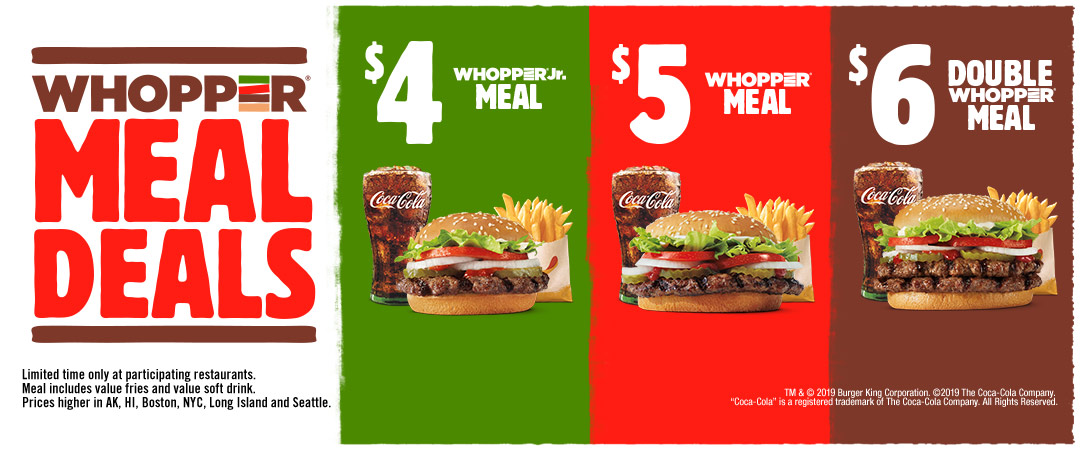 WHOPPER®
MEAL
DEALS
Limited time only at participating restaurants.
Meal includes value fries and value soft drink.
Prices higher in AK, HI, Boston, NYC, Long Island and Seattle.
$4
WHOPPER® Jr.
MEAL
Coca-Cola
$5
WHOPPER®
MEAL
Coca-Cola
$6
DOUBLE
WHOPPER®
MEAL
Coca-Cola
TM & © 2019 Burger King Corporation. ©2019 The Coca-Cola Company.
“Coca-Cola” is a registered trademark of The Coca-Cola Company. All Rights Reserved.